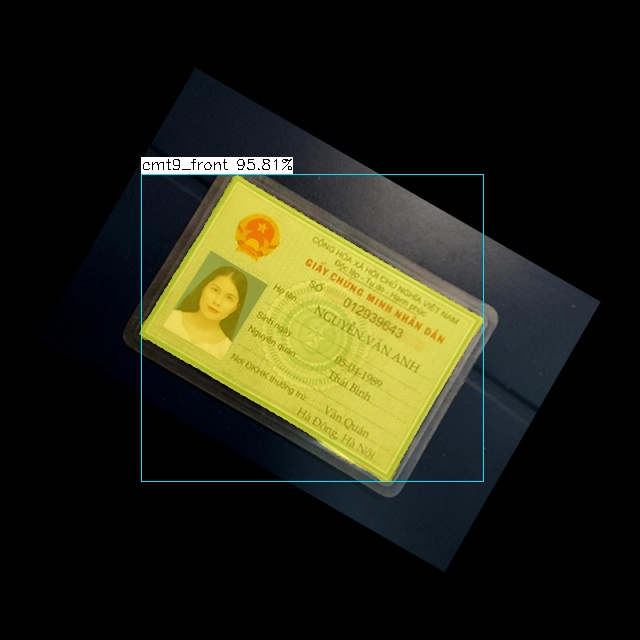 cmt9_front 95.81%
CỘNG HÒA XÃ HỘI CHỦ NGHĨA VIỆT NAM
Độc lập - Tự do - Hạnh phúc
GIẤY CHỨNG MINH NHÂN DÂN
SỐ 012938643
Họ tên: NGUYỄN VÂN ANH
Sinh ngày: -04-1989
Nguyên quán: Thái Bình
Nơi ĐKHK thường trú: Văn Quán
Hà Đông, Hà Nội